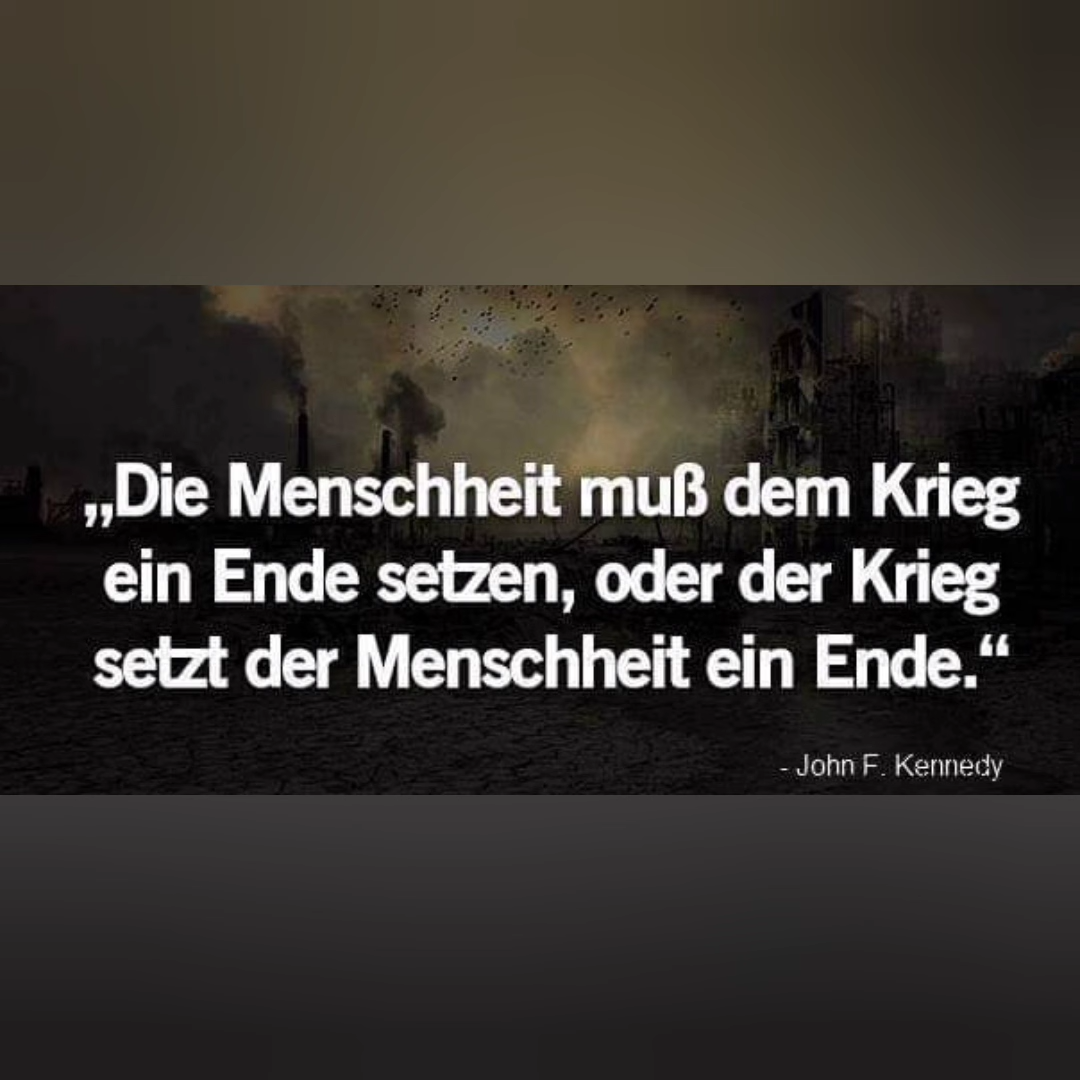 „Die Menschheit muß dem Krieg
ein Ende setzen, oder der Krieg
setzt der Menschheit ein Ende.“
- John F. Kennedy